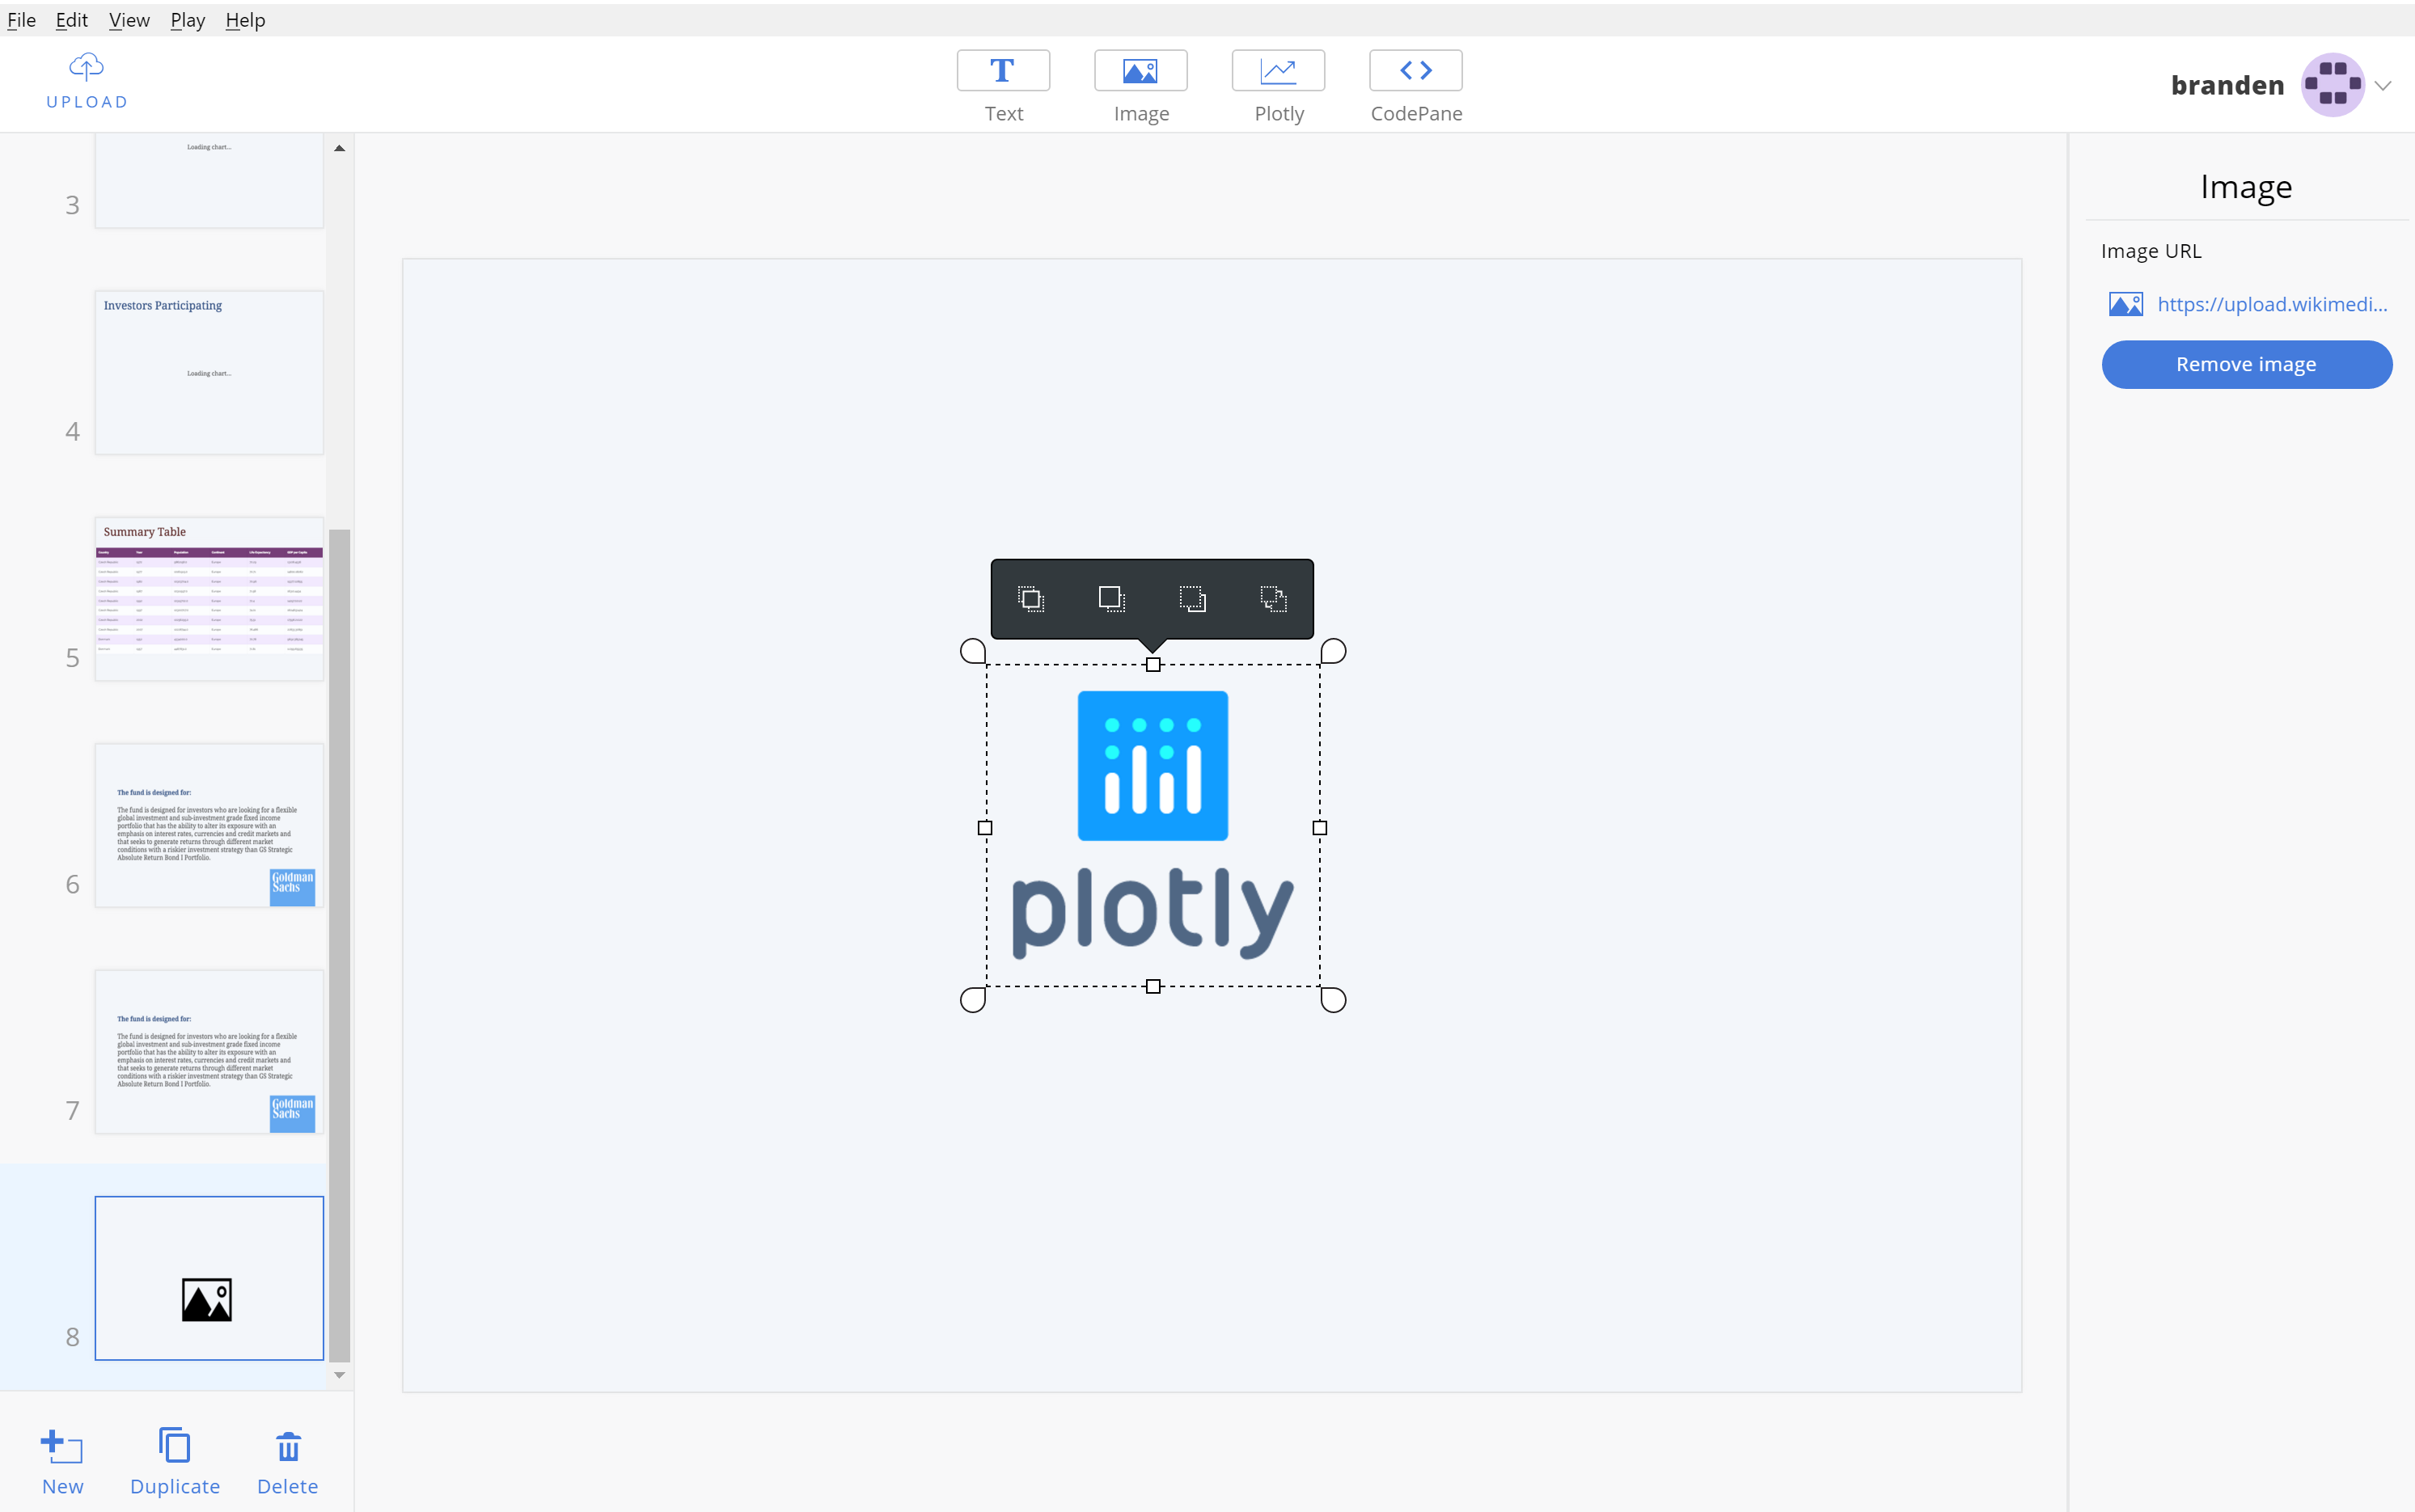 File Edit View Play Help
UPLOAD
Text Image Plotly CodePane
branden
Loading chart...
3
Investors Participating
Loading chart...
4
Summary Table
5
The fund is designed for:
The fund is designed for investors who are looking for a flexible
global investment and sub-investment grade fixed income
portfolio that has the ability to alter its exposure with an
emphasis on interest rates, currencies and credit markets and
that seeks to generate returns through different market
conditions with a riskier investment strategy than GS Strategic
Absolute Return Bond I Portfolio.
Goldman
Sachs
6
The fund is designed for:
The fund is designed for investors who are looking for a flexible
global investment and sub-investment grade fixed income
portfolio that has the ability to alter its exposure with an
emphasis on interest rates, currencies and credit markets and
that seeks to generate returns through different market
conditions with a riskier investment strategy than GS Strategic
Absolute Return Bond I Portfolio.
Goldman
Sachs
7
8
New Duplicate Delete
plotly
Image
Image URL
https://upload.wikimedi...
Remove image